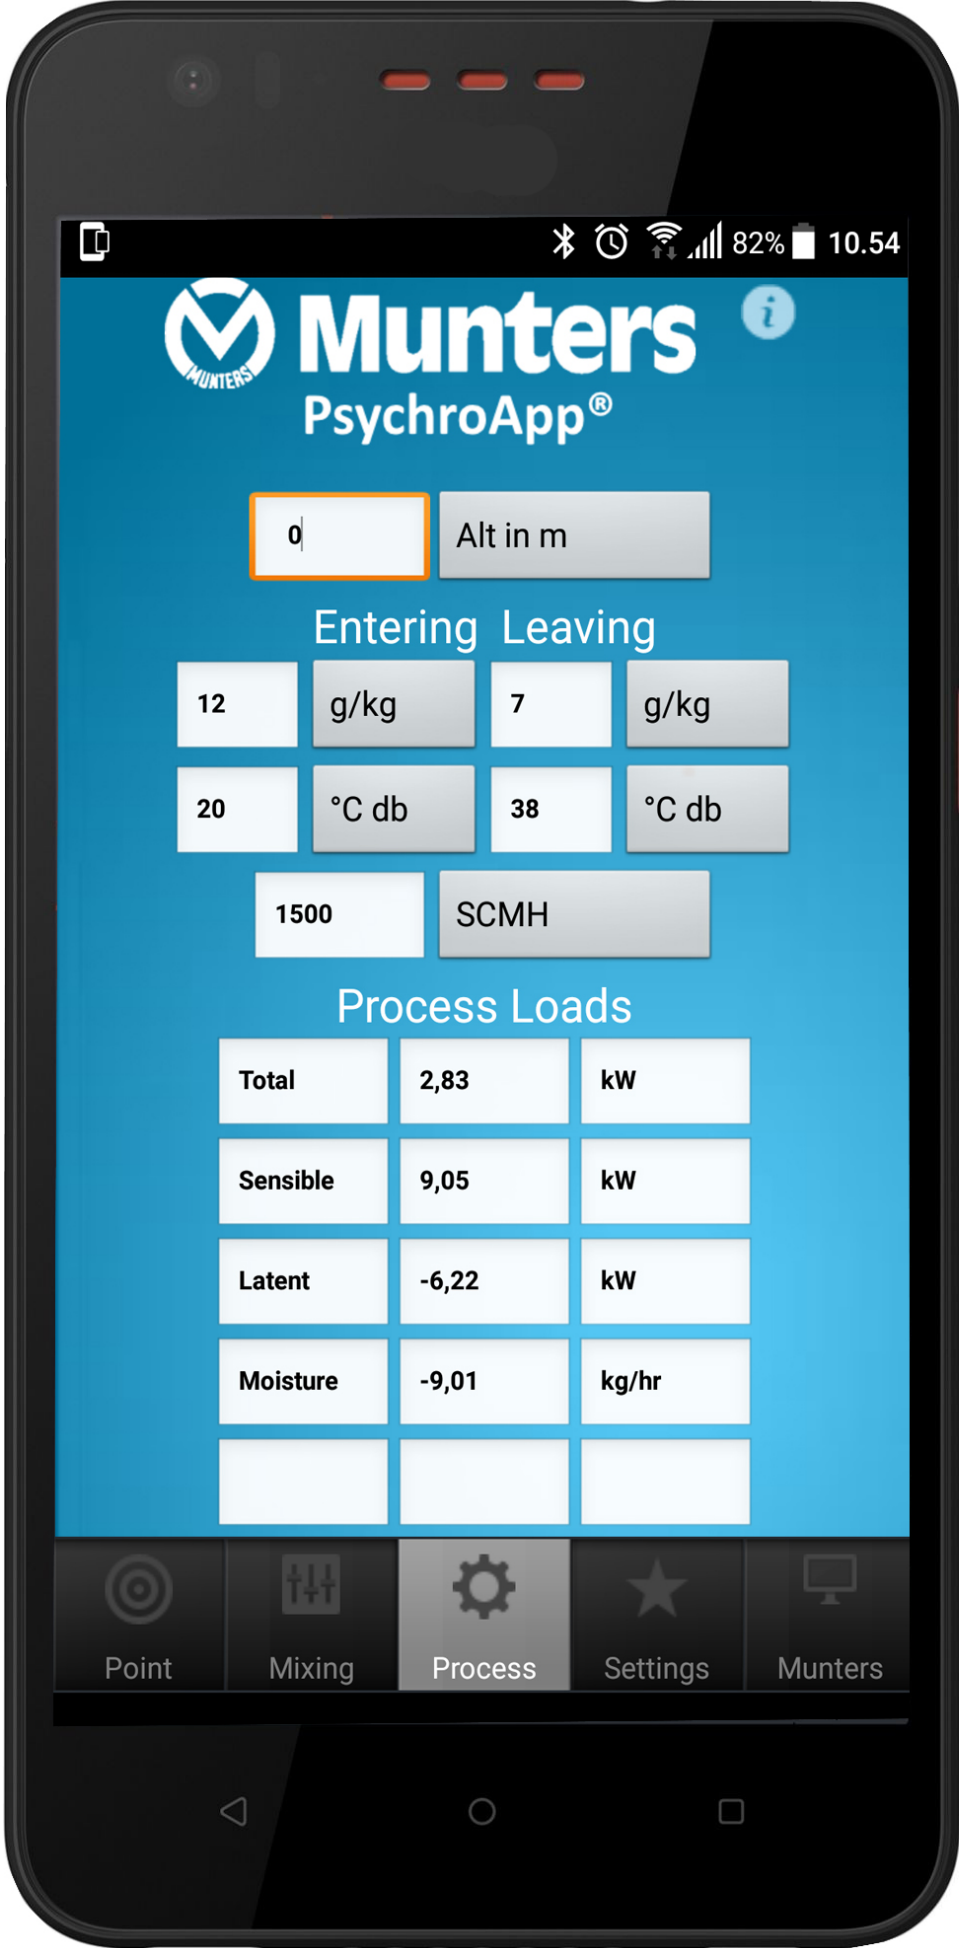 82% 10.54
MUNTERS
Munters
i
PsychroApp®
0 Alt in m
Entering Leaving
12 g/kg 7 g/kg
20 °C db 38 °C db
1500 SCMH
Process Loads
Total 2,83 kW
Sensible 9,05 kW
Latent -6,22 kW
Moisture -9,01 kg/hr
Point Mixing Process Settings Munters